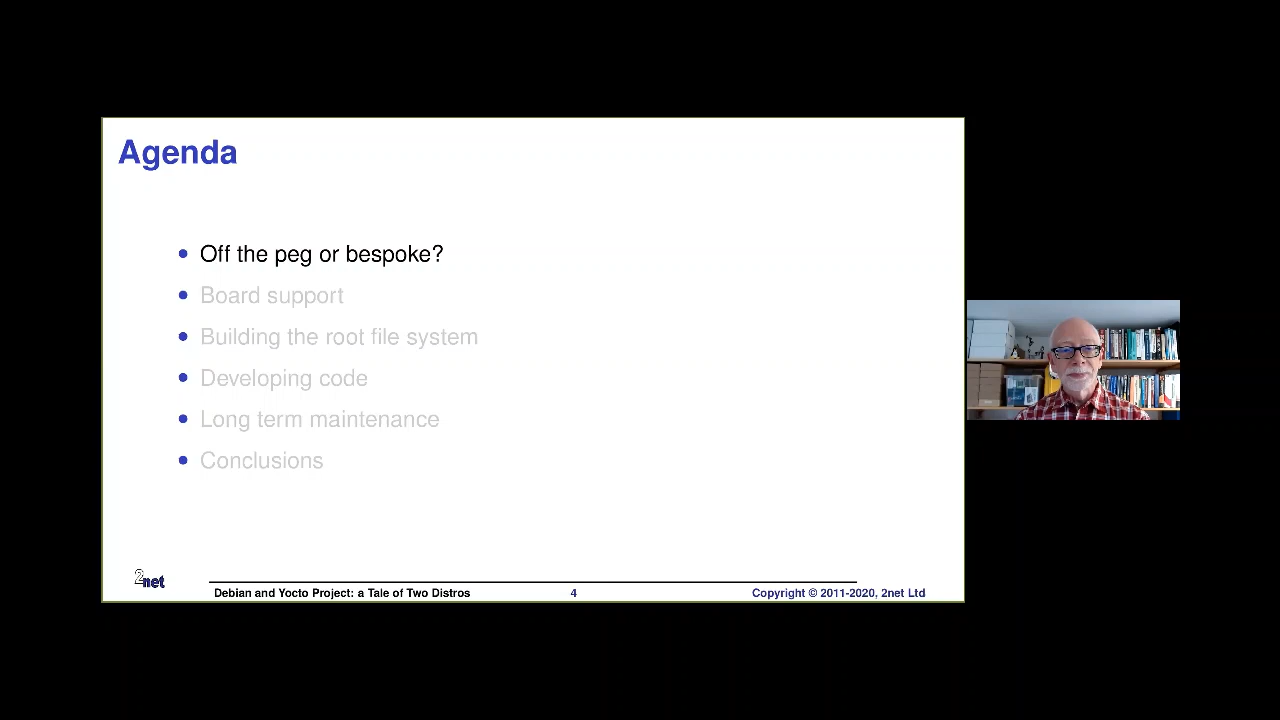 Agenda
Off the peg or bespoke?
Board support
Building the root file system
Developing code
Long term maintenance
Conclusions
2net
Debian and Yocto Project: a Tale of Two Distros 4 Copyright © 2011-2020, 2net Ltd